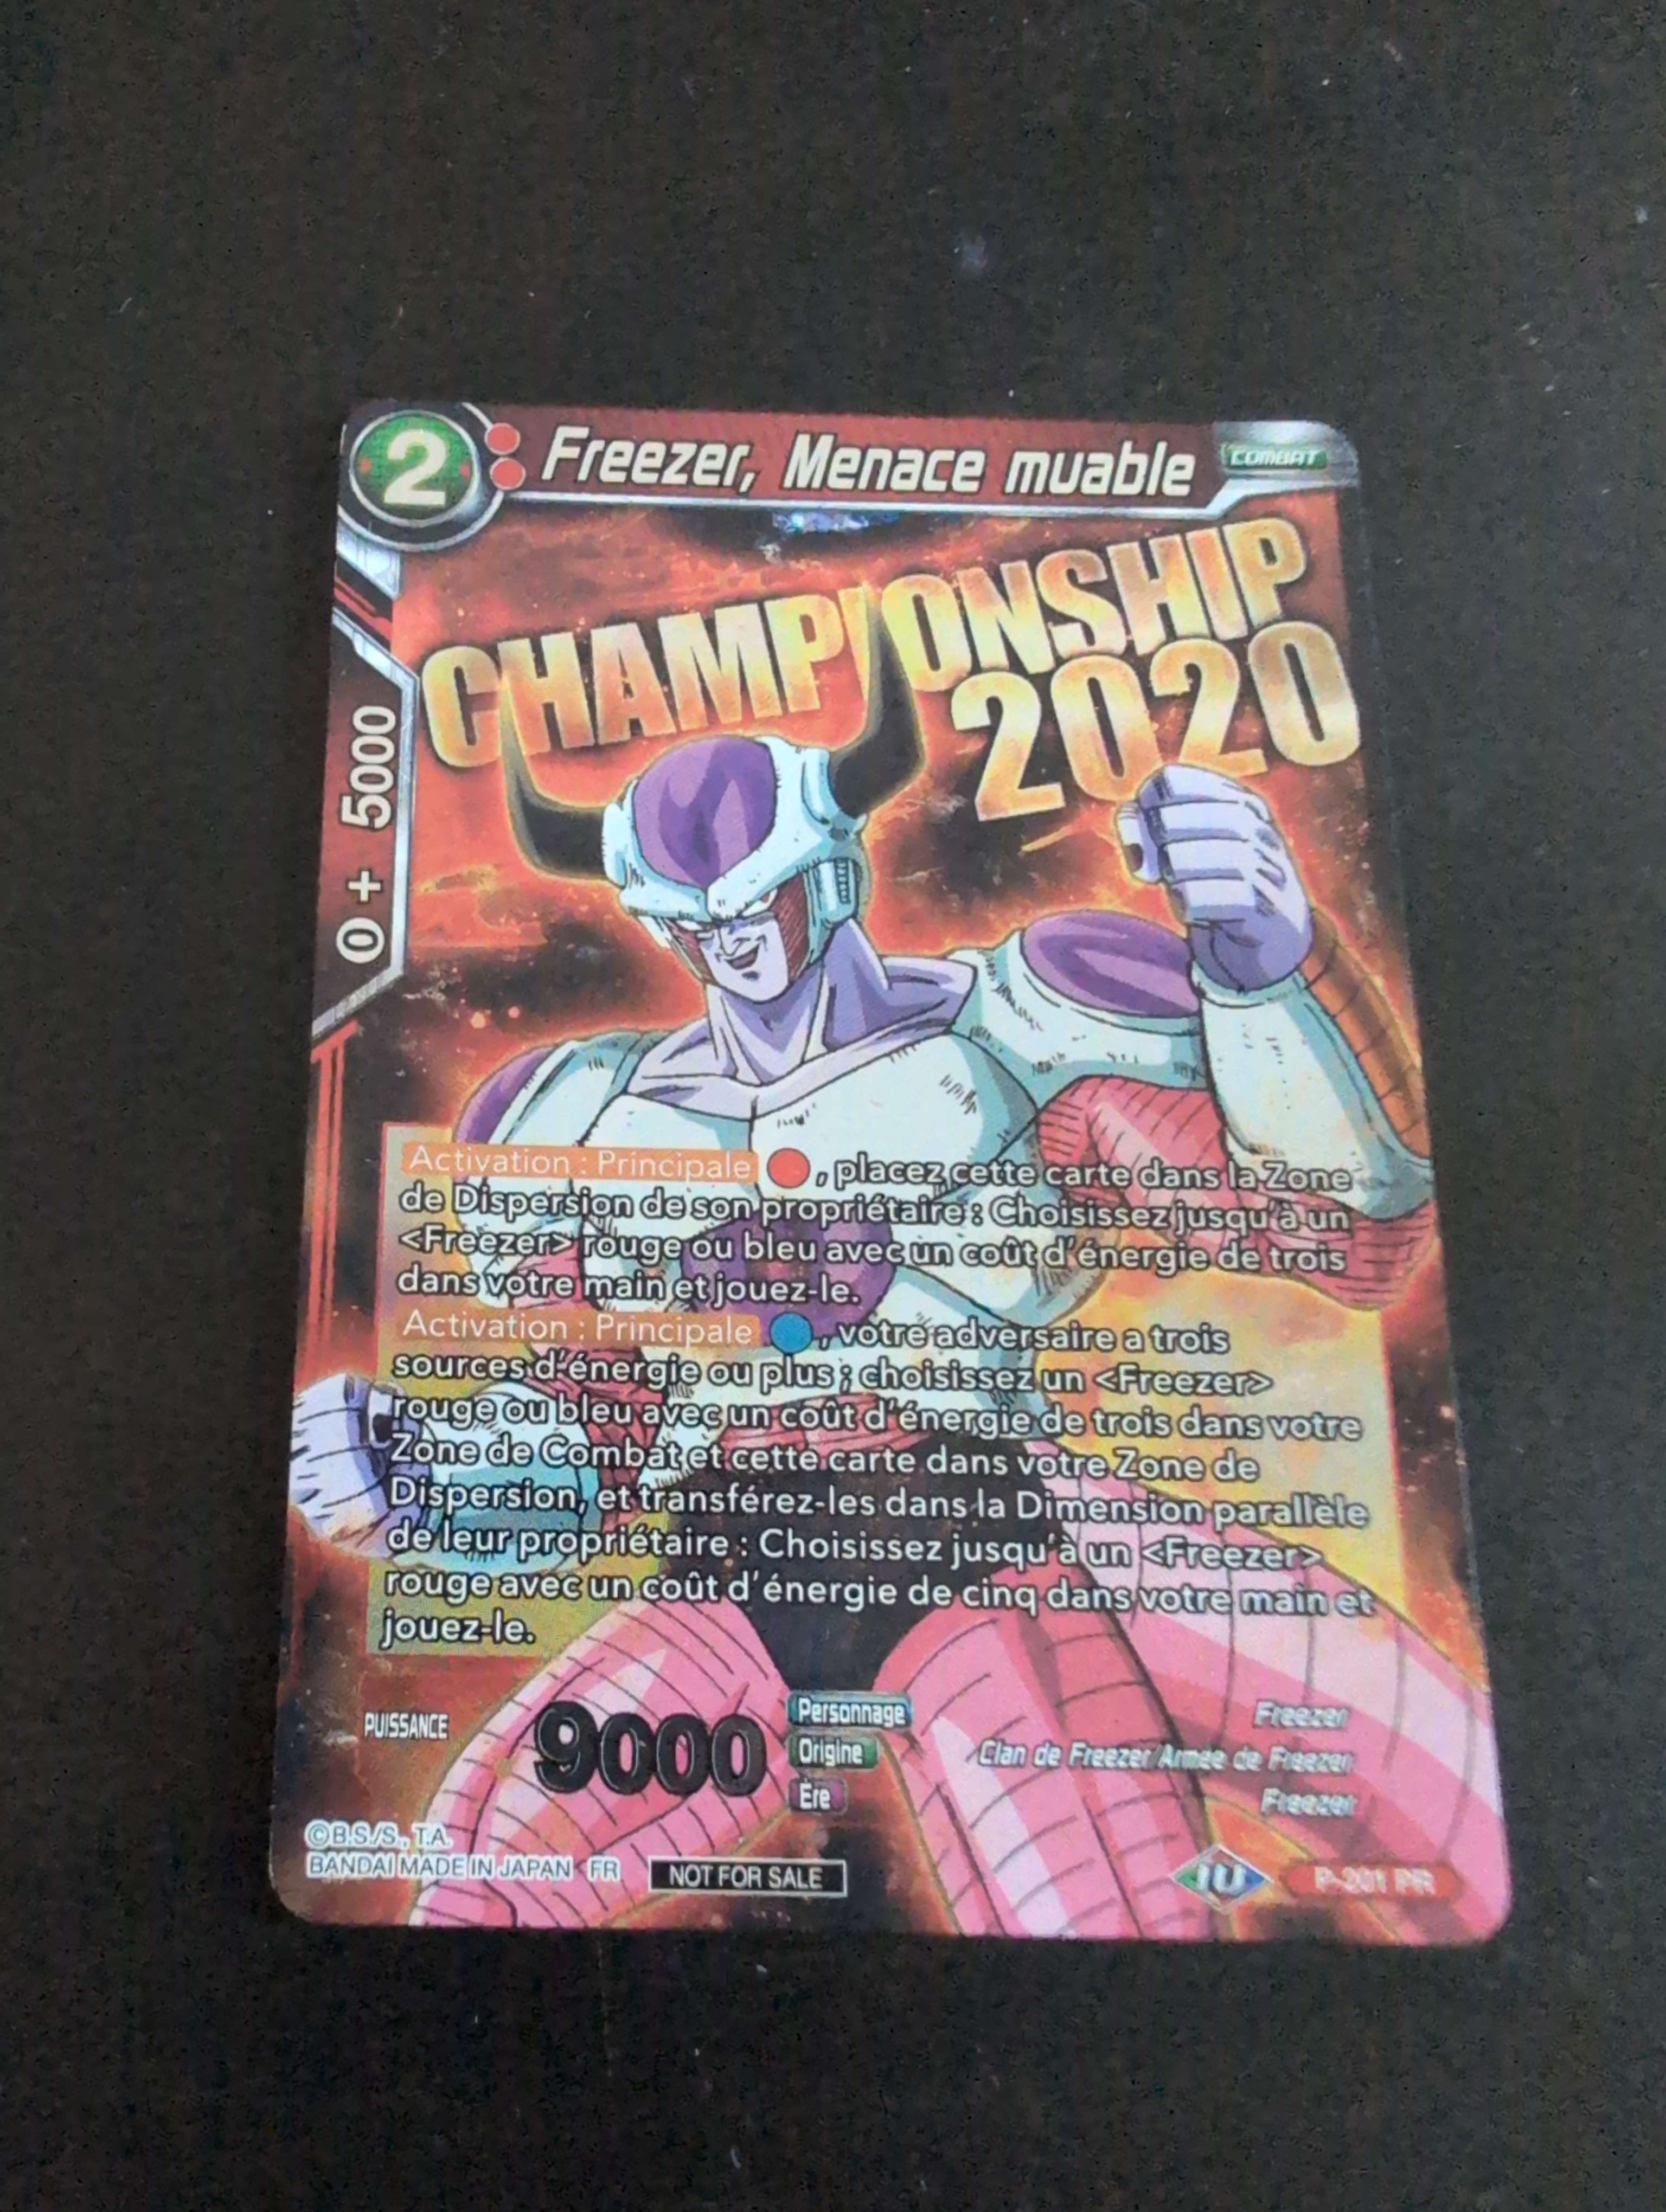 2
Freezer, Menace muable
COMBAT
CHAMPIONSHIP
2020
0 + 5000
Activation : Principale , placez cette carte dans la Zone
de Dispersion de son propriétaire : Choisissez jusqu'à un
<Freezer> rouge ou bleu avec un coût d'énergie de trois
dans votre main et jouez-le.
Activation : Principale , votre adversaire a trois
sources d'énergie ou plus ; choisissez un <Freezer>
rouge ou bleu avec un coût d'énergie de trois dans votre
Zone de Combat et cette carte dans votre Zone de
Dispersion, et transférez-les dans la Dimension parallèle
de leur propriétaire : Choisissez jusqu'à un <Freezer>
rouge avec un coût d'énergie de cinq dans votre main et
jouez-le.
PUISSANCE
9000
Personnage Freezer
Origine Clan de Freezer/Armée de Freezer
Ère Freezer
©B.S./S., T.A.
BANDAI MADE IN JAPAN FR NOT FOR SALE IU P-201 PR